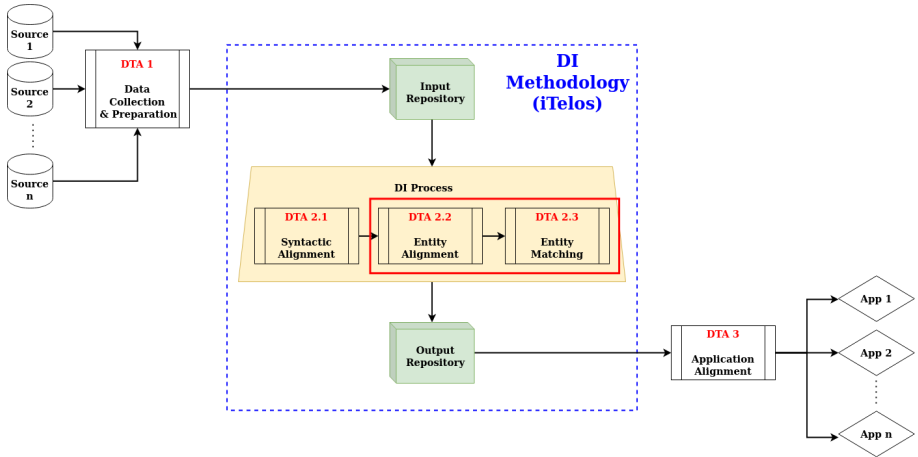 Source
1
Source
2
Source
n
DTA 1
Data
Collection
& Preparation
DI
Methodology
(iTelos)
Input
Repository
DI Process
DTA 2.1
Syntactic
Alignment
DTA 2.2
Entity
Alignment
DTA 2.3
Entity
Matching
Output
Repository
DTA 3
Application
Alignment
App 1
App 2
App n